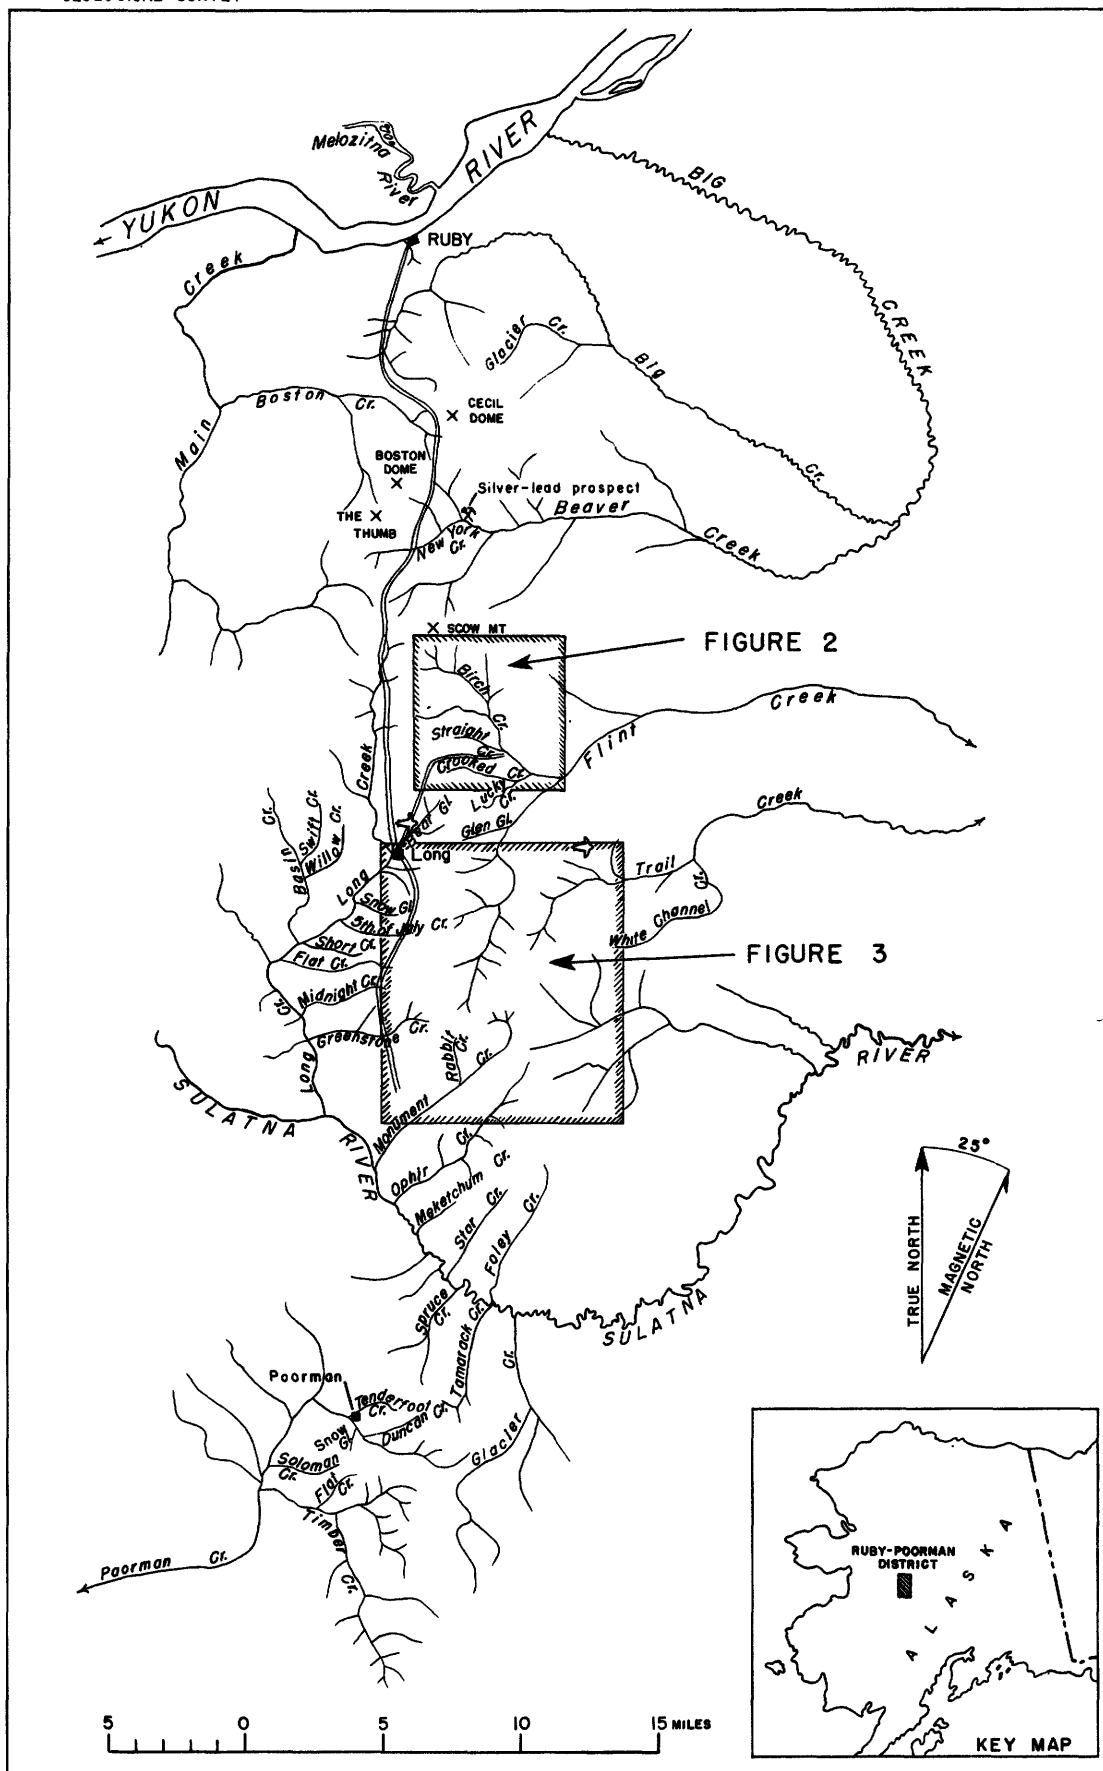 Melozitna
River
YUKON
RIVER
RUBY
BIG
CREEK
Creek
Main
Boston
Cr.
Glacier
Cr.
Big
Cr.
CECIL
DOME
BOSTON
DOME
THE
THUMB
Silver-lead prospect
New York
Cr.
Beaver
Creek
SCOW MT
FIGURE 2
Birch
Cr.
Straight
Cr.
Crooked
Cr.
Lucky
Cr.
Flint
Creek
Creek
Bear Gl.
Glen Gl.
Long
Long
Basin
Cr.
Swift Cr.
Willow Cr.
Snow Gl.
5th of July Cr.
Short Cr.
Flat Cr.
Midnight Cr.
Greenstone
Cr.
Cr.
Long
Trail
Creek
White Channel
Cr.
FIGURE 3
Rabbit
Cr.
Monument
Cr.
SULATNA
RIVER
RIVER
Ophir
Cr.
Meketchum
Cr.
Star
Cr.
Foley
Cr.
Spruce
Cr.
Tamarack Cr.
SULATNA
Cr.
Glacier
Poorman
Tenderfoot
Cr.
Duncan Cr.
Snow
G.
Soloman
Cr.
Flat
Cr.
Timber
Cr.
Poorman Cr.
25°
TRUE NORTH
MAGNETIC
NORTH
RUBY-POORMAN
DISTRICT
ALASKA
KEY MAP
5 0 5 10 15 MILES